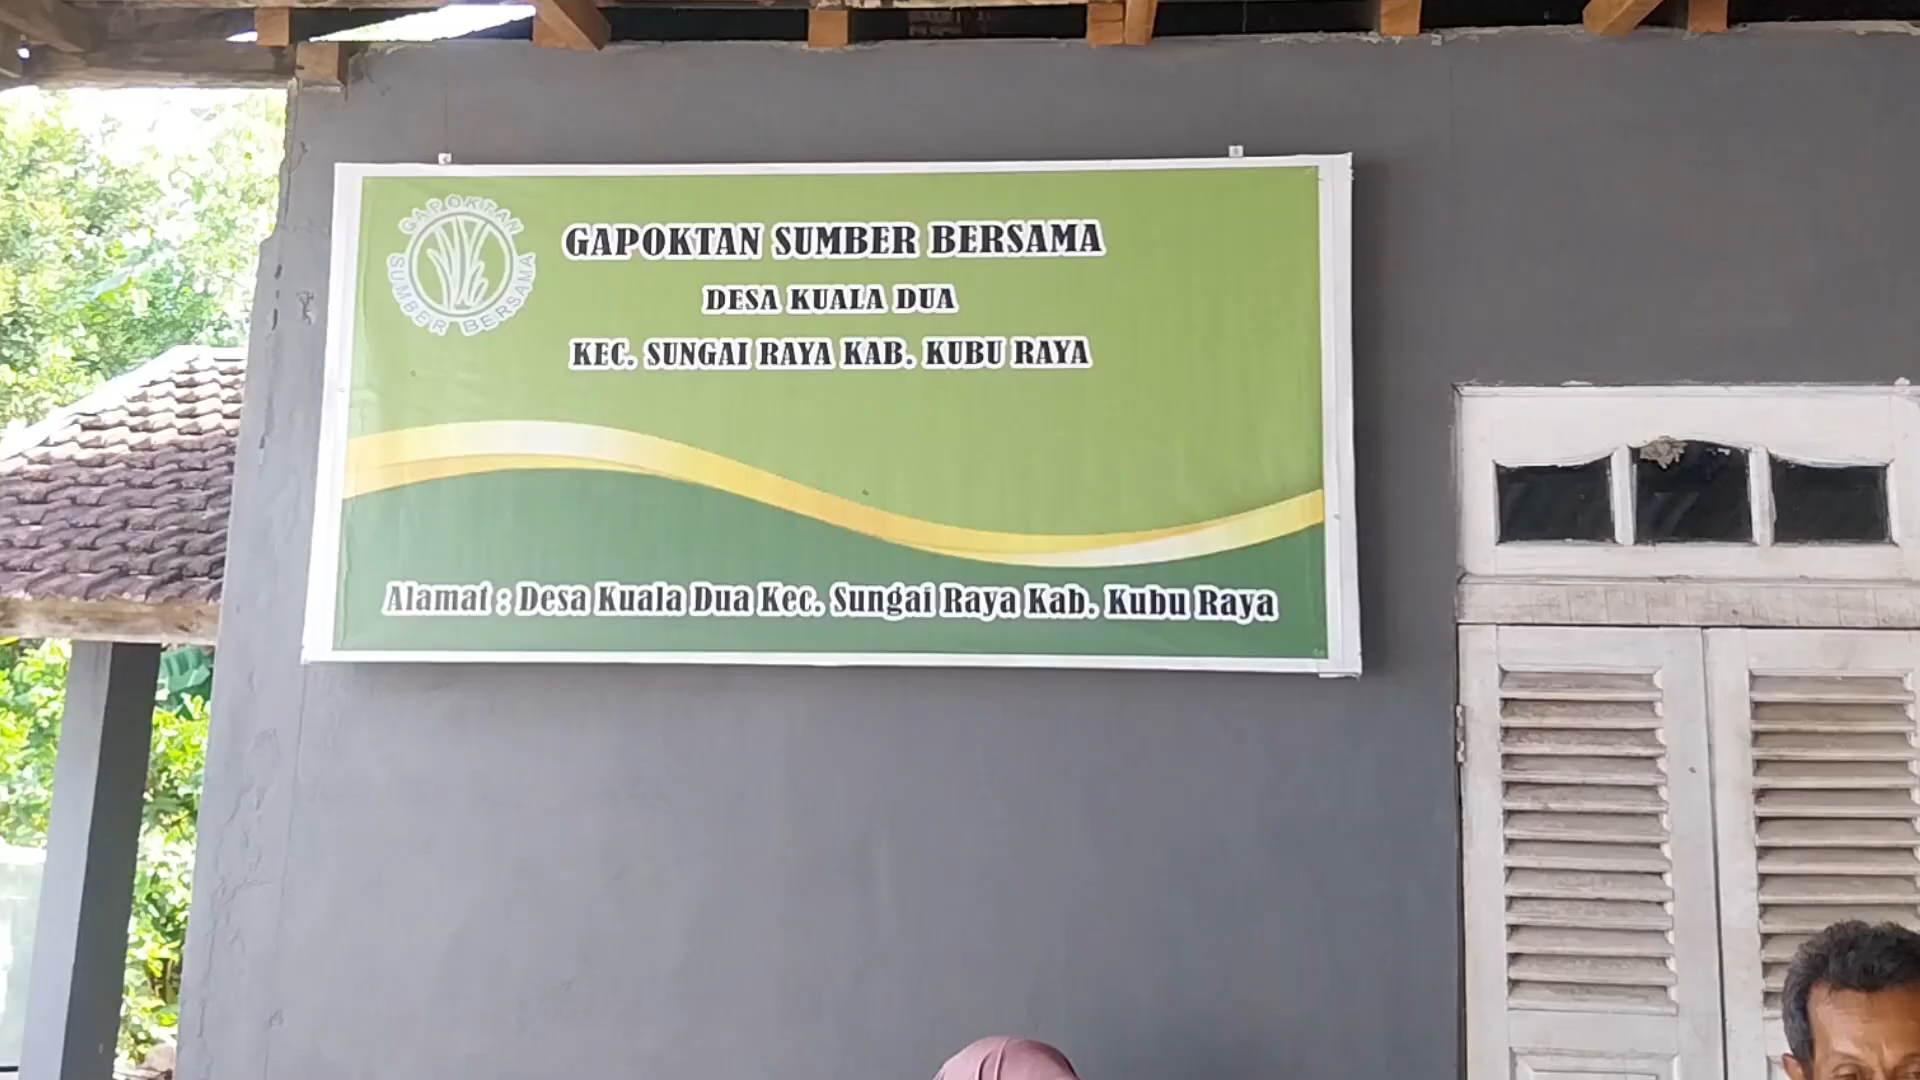 GAPOKTAN SUMBER BERSAMA
GAPOKTAN SUMBER BERSAMA
DESA KUALA DUA
KEC. SUNGAI RAYA KAB. KUBU RAYA
Alamat : Desa Kuala Dua Kec. Sungai Raya Kab. Kubu Raya